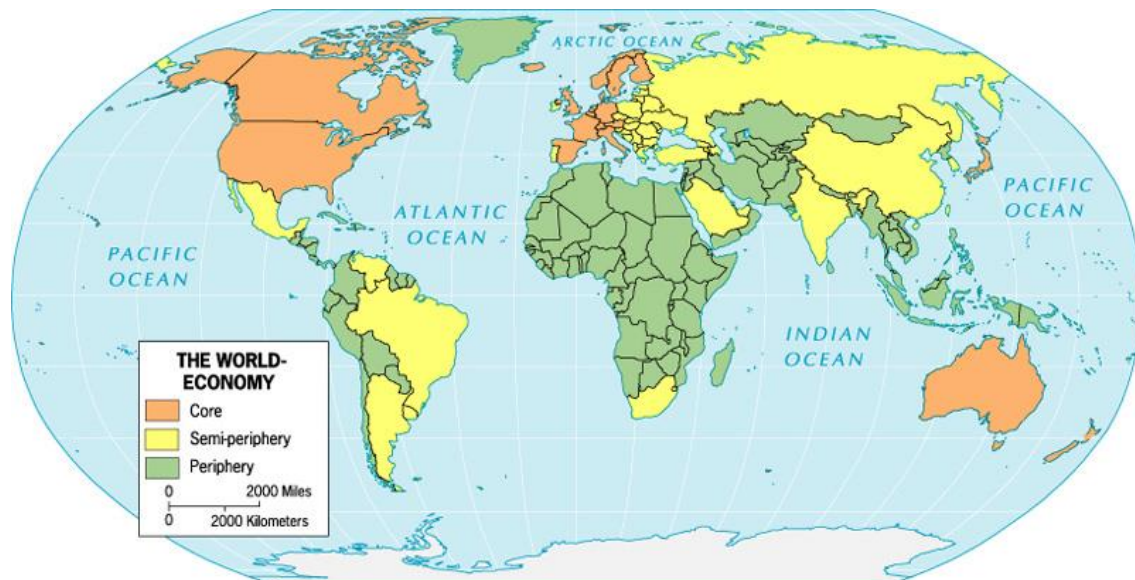 ARCTIC OCEAN
ATLANTIC
OCEAN
PACIFIC
OCEAN
PACIFIC
OCEAN
INDIAN
OCEAN
THE WORLD-
ECONOMY
Core
Semi-periphery
Periphery
0 2000 Miles
0 2000 Kilometers